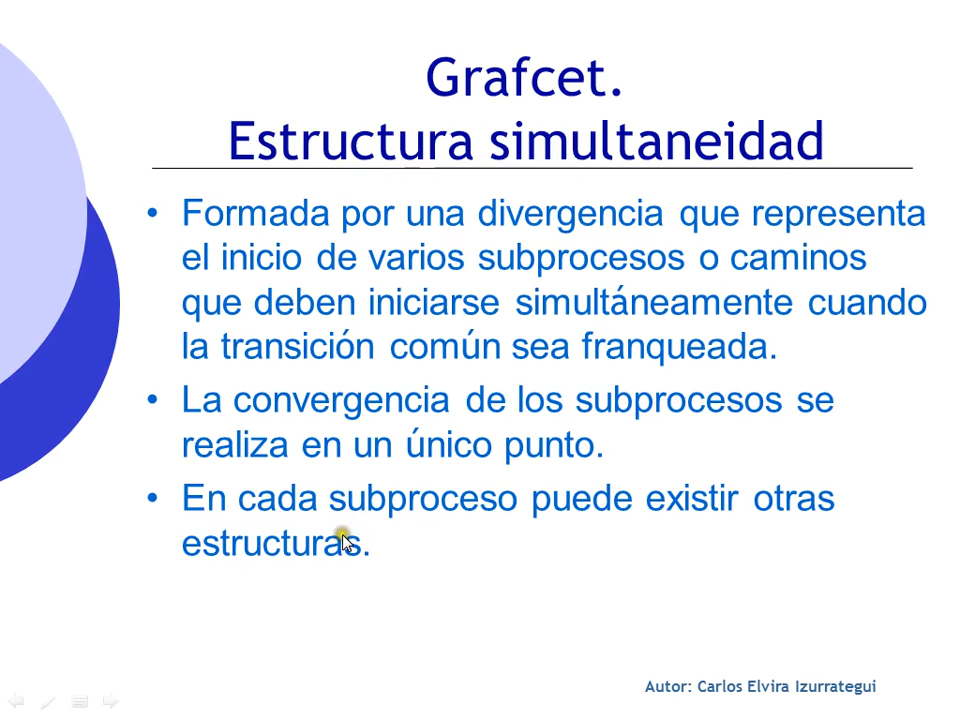 Grafcet.
Estructura simultaneidad
• Formada por una divergencia que representa
el inicio de varios subprocesos o caminos
que deben iniciarse simultáneamente cuando
la transición común sea franqueada.
• La convergencia de los subprocesos se
realiza en un único punto.
• En cada subproceso puede existir otras
estructuras.
Autor: Carlos Elvira Izurrategui